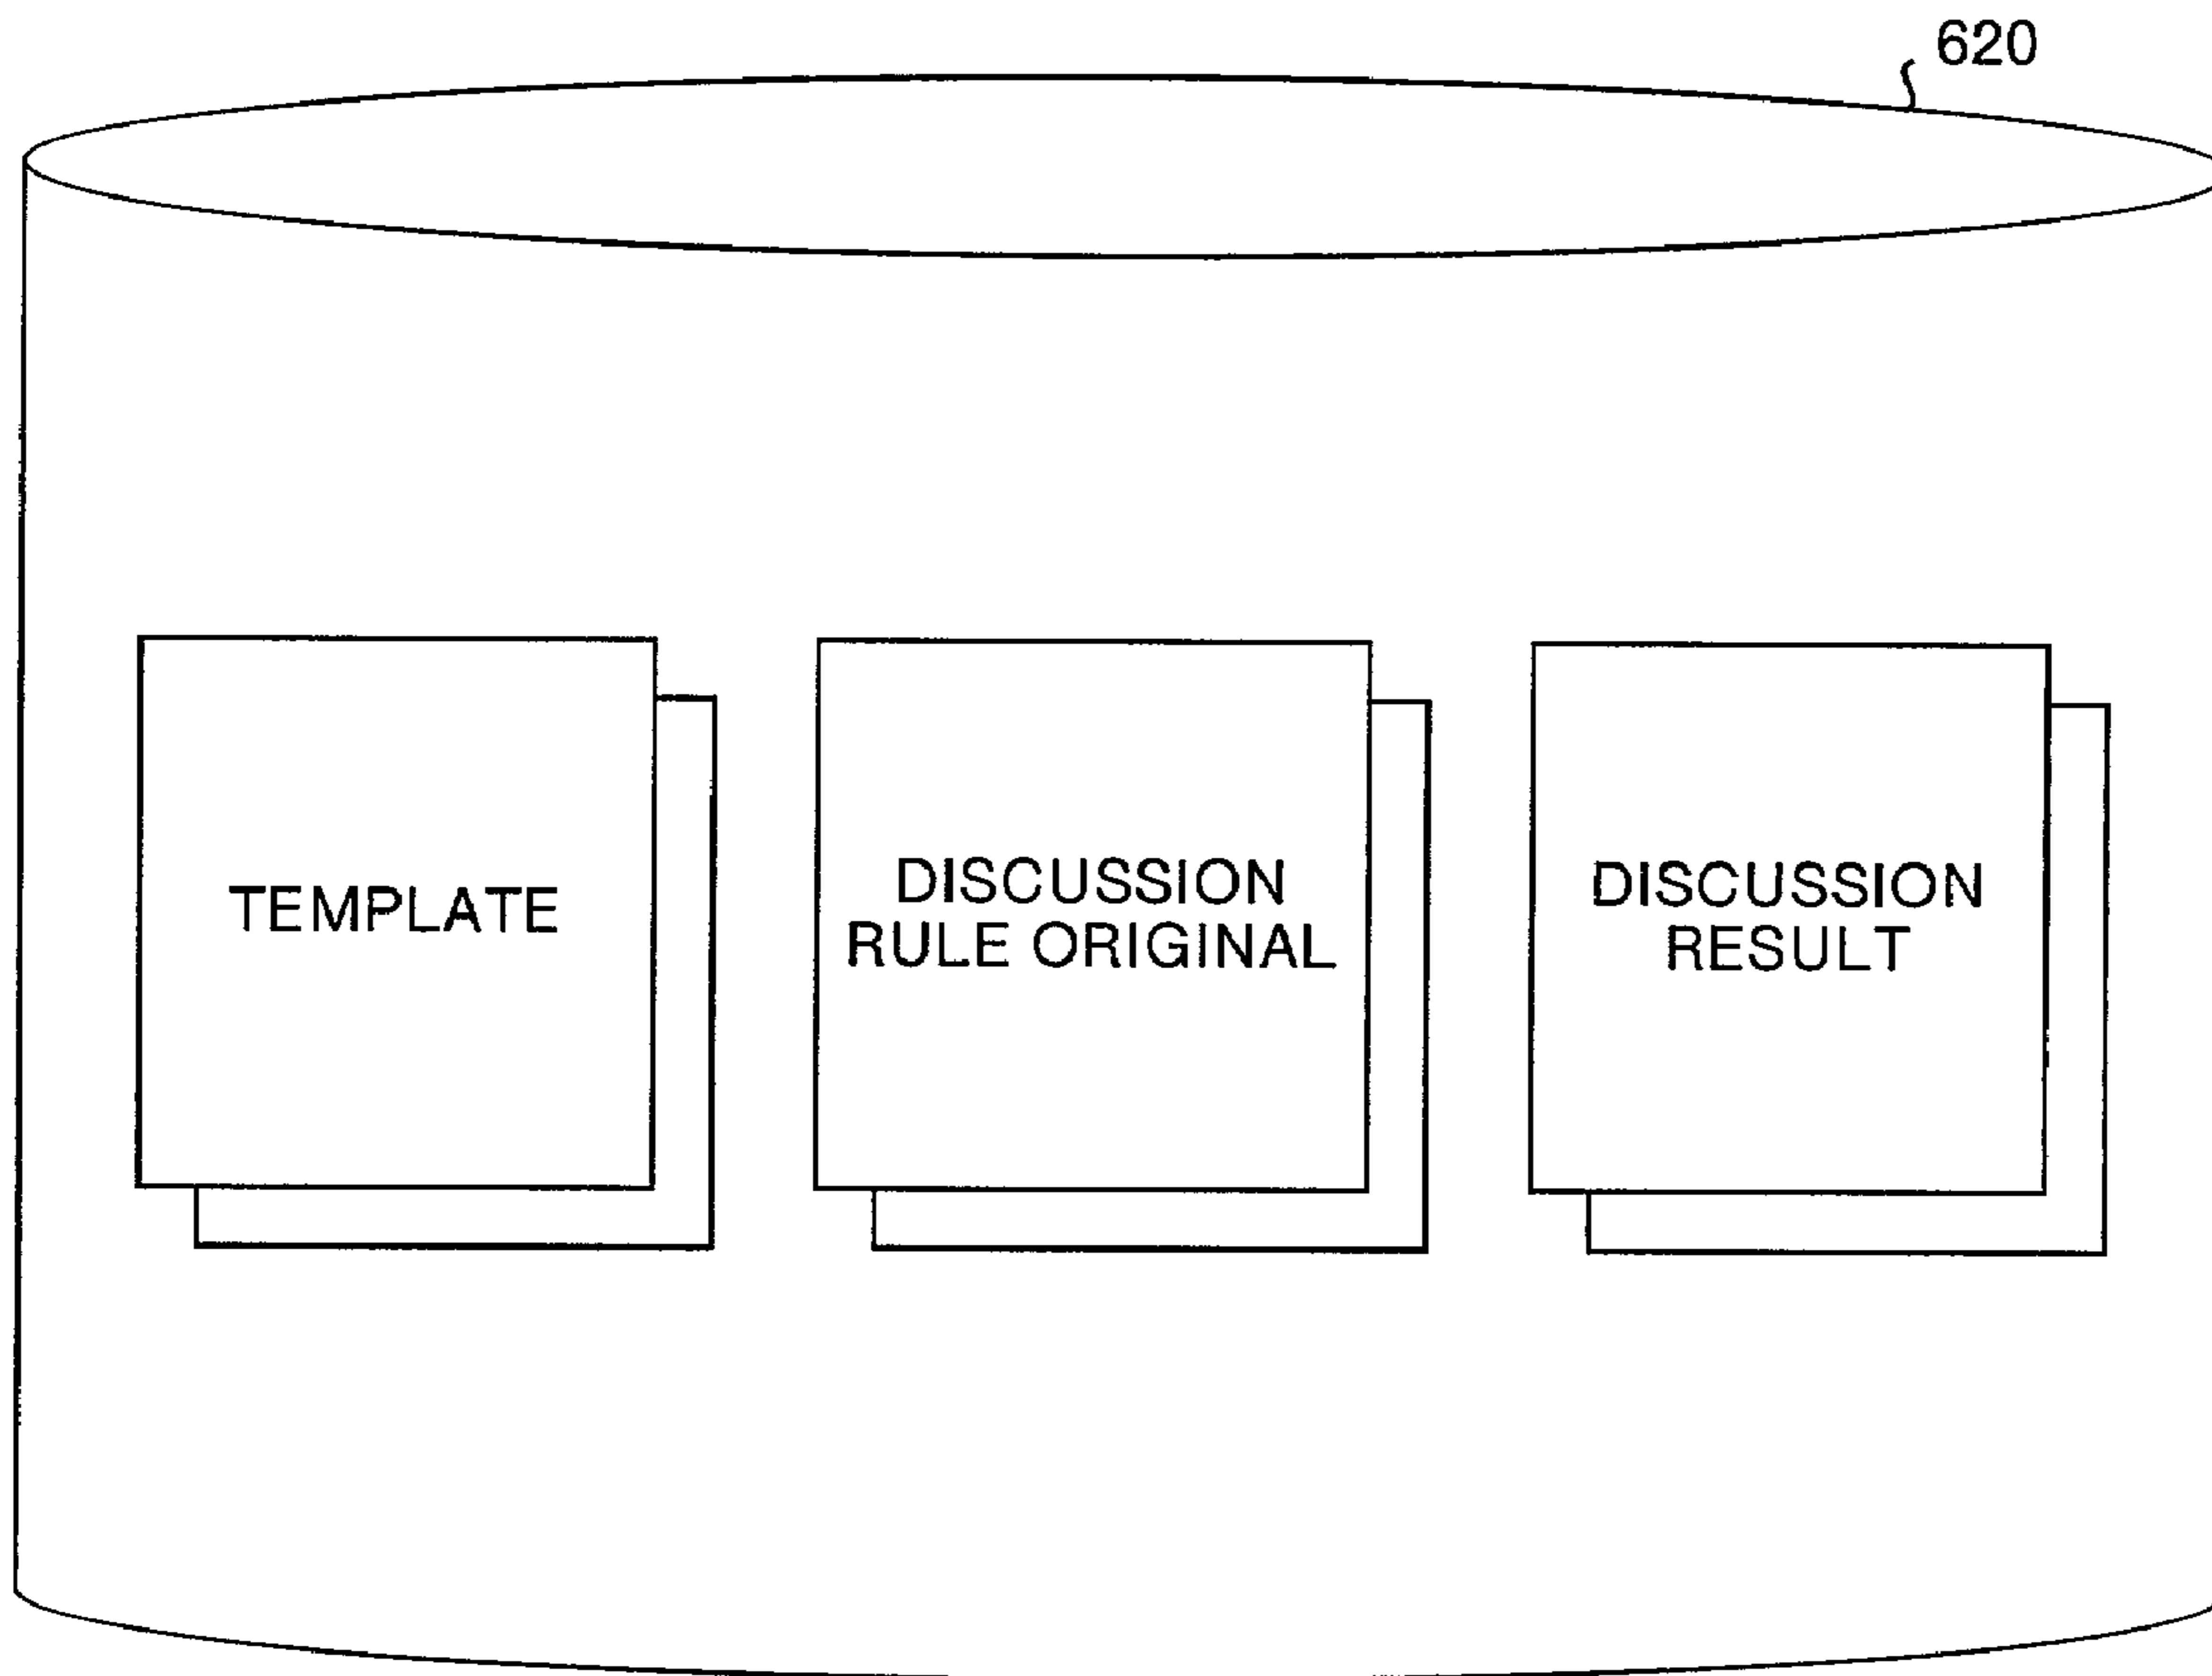 620
TEMPLATE
DISCUSSION
RULE ORIGINAL
DISCUSSION
RESULT